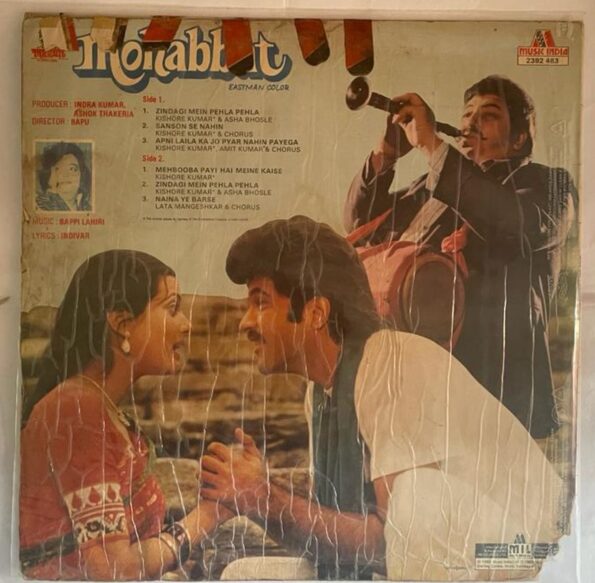 Mohabbat
EASTMAN COLOR
MUSIC INDIA
2392 463
PRODUCER : INDRA KUMAR,
ASHOK THAKERIA
DIRECTOR : BAPU
Side 1.
1. ZINDAGI MEIN PEHLA PEHLA
KISHORE KUMAR* & ASHA BHOSLE
2. SANSON SE NAHIN
KISHORE KUMAR* & CHORUS
3. APNI LAILA KA JO PYAR NAHIN PAYEGA
KISHORE KUMAR*, AMIT KUMAR*& CHORUS
Side 2.
1. MEHBOOBA PAYI HAI MEINE KAISE
KISHORE KUMAR*
2. ZINDAGI MEIN PEHLA PEHLA
KISHORE KUMAR* & ASHA BHOSLE
3. NAINA YE BARSE
LATA MANGESHKAR & CHORUS
MUSIC : BAPPI LAHIRI
LYRICS : INDIVAR
MIL